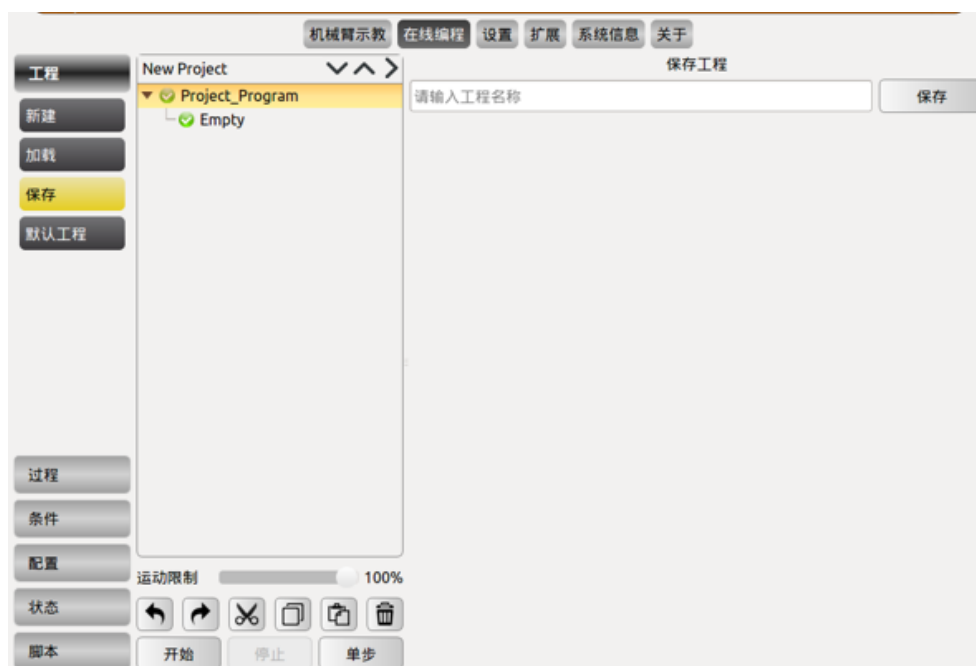 机械臂示教 在线编程 设置 扩展 系统信息 关于
工程
新建
加载
保存
默认工程
过程
条件
配置
状态
脚本
New Project
Project_Program
Empty
运动限制 100%
开始 停止 单步
保存工程
请输入工程名称 保存